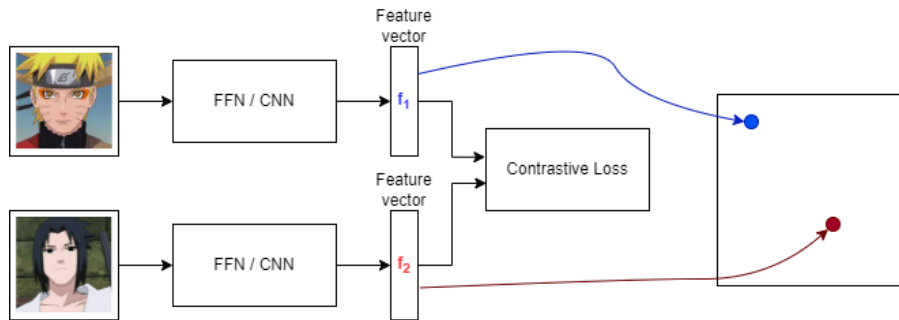 Feature
vector
FFN / CNN
f1
Contrastive Loss
Feature
vector
FFN / CNN
f2